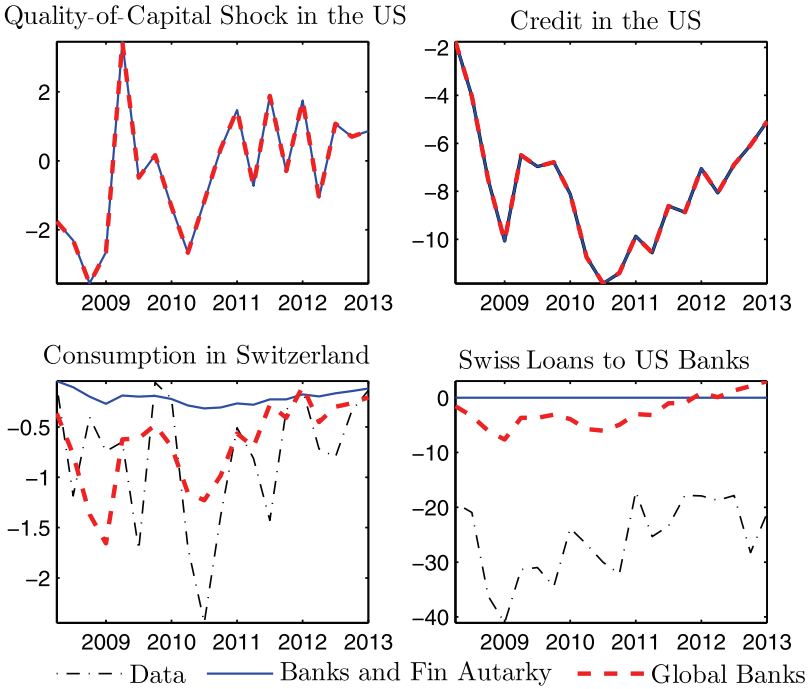 Quality-of-Capital Shock in the US
Credit in the US
2
0
−2
2009 2010 2011 2012 2013
−2
−4
−6
−8
−10
2009 2010 2011 2012 2013
Consumption in Switzerland
Swiss Loans to US Banks
−0.5
−1
−1.5
−2
2009 2010 2011 2012 2013
0
−10
−20
−30
−40
2009 2010 2011 2012 2013
Data Banks and Fin Autarky Global Banks